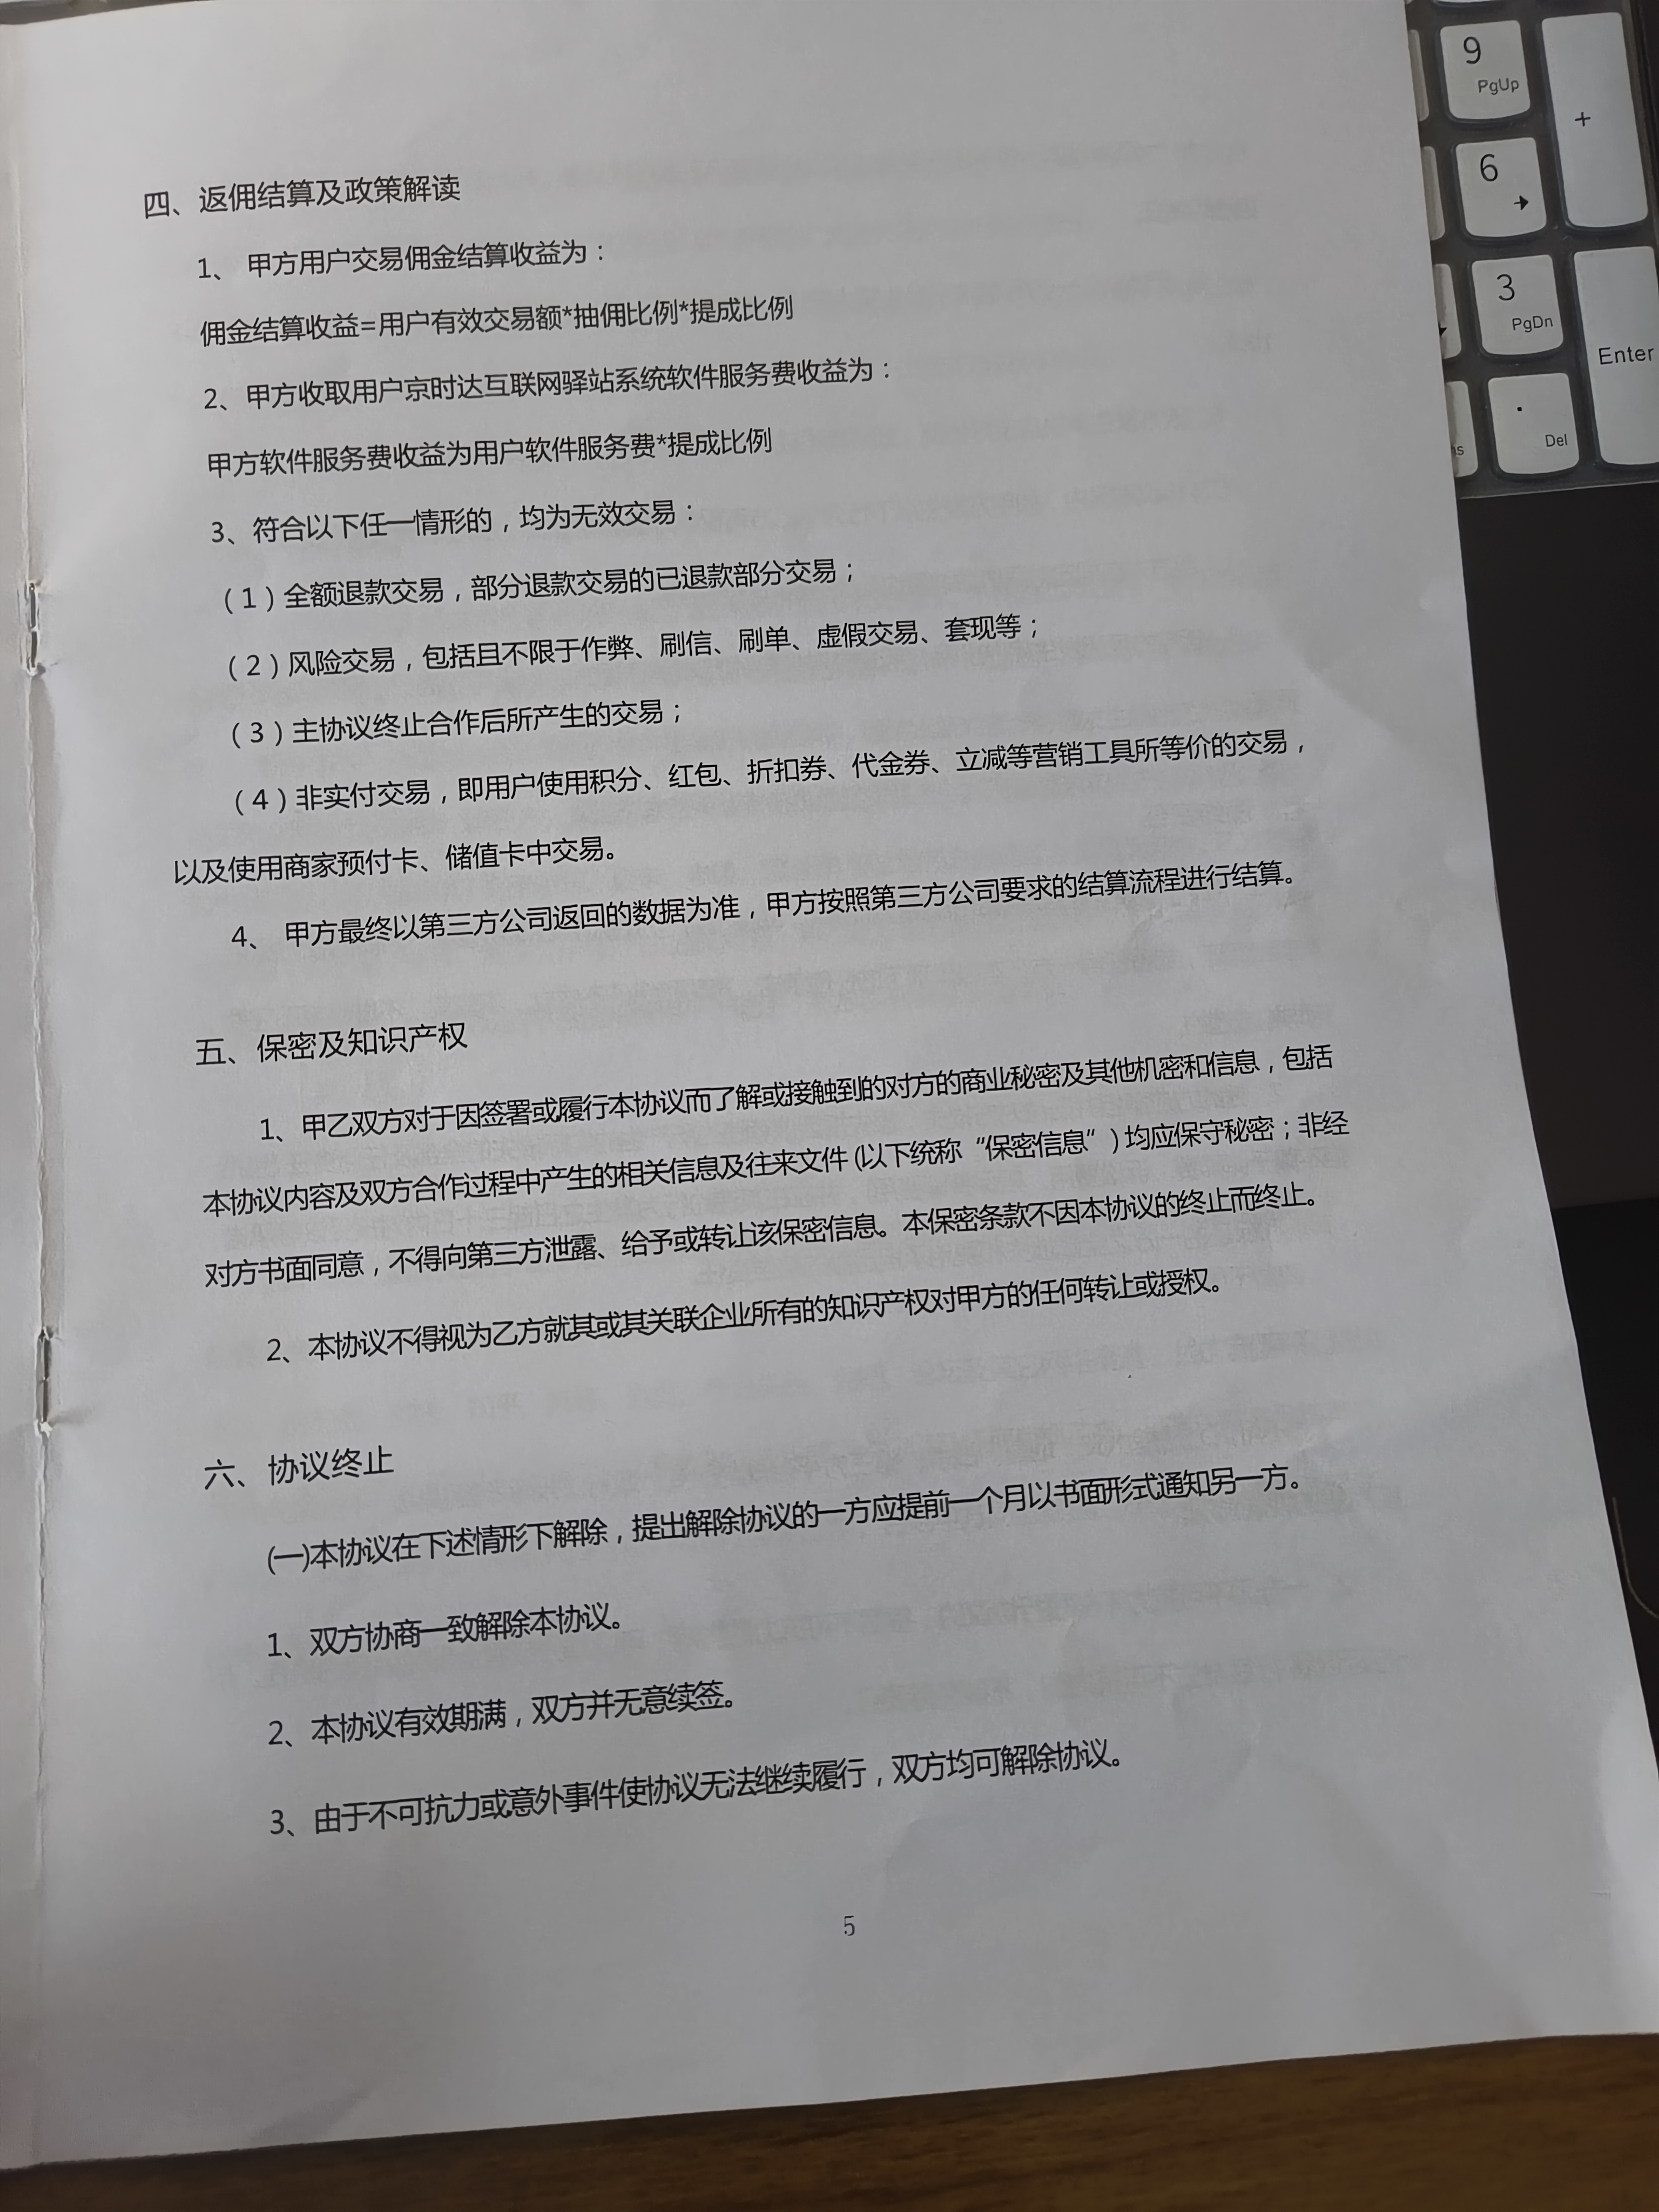 四、返佣结算及政策解读
1、 甲方用户交易佣金结算收益为：
佣金结算收益=用户有效交易额*抽佣比例*提成比例
2、甲方收取用户京时达互联网驿站系统软件服务费收益为：
甲方软件服务费收益为用户软件服务费*提成比例
3、符合以下任一情形的，均为无效交易：
（1）全额退款交易，部分退款交易的已退款部分交易；
（2）风险交易，包括且不限于作弊、刷信、刷单、虚假交易、套现等；
（3）主协议终止合作后所产生的交易；
（4）非实付交易，即用户使用积分、红包、折扣券、代金券、立减等营销工具所等价的交易，
以及使用商家预付卡、储值卡中交易。
4、 甲方最终以第三方公司返回的数据为准，甲方按照第三方公司要求的结算流程进行结算。
五、保密及知识产权
1、甲乙双方对于因签署或履行本协议而了解或接触到的对方的商业秘密及其他机密和信息，包括
本协议内容及双方合作过程中产生的相关信息及往来文件(以下统称“保密信息”)均应保守秘密；非经
对方书面同意，不得向第三方泄露、给予或转让该保密信息。本保密条款不因本协议的终止而终止。
2、本协议不得视为乙方就其或其关联企业所有的知识产权对甲方的任何转让或授权。
六、协议终止
(一)本协议在下述情形下解除，提出解除协议的一方应提前一个月以书面形式通知另一方。
1、双方协商一致解除本协议。
2、本协议有效期满，双方并无意续签。
3、由于不可抗力或意外事件使协议无法继续履行，双方均可解除协议。
5
9
PgUp
+
6
3
PgDn
Enter
.
Del